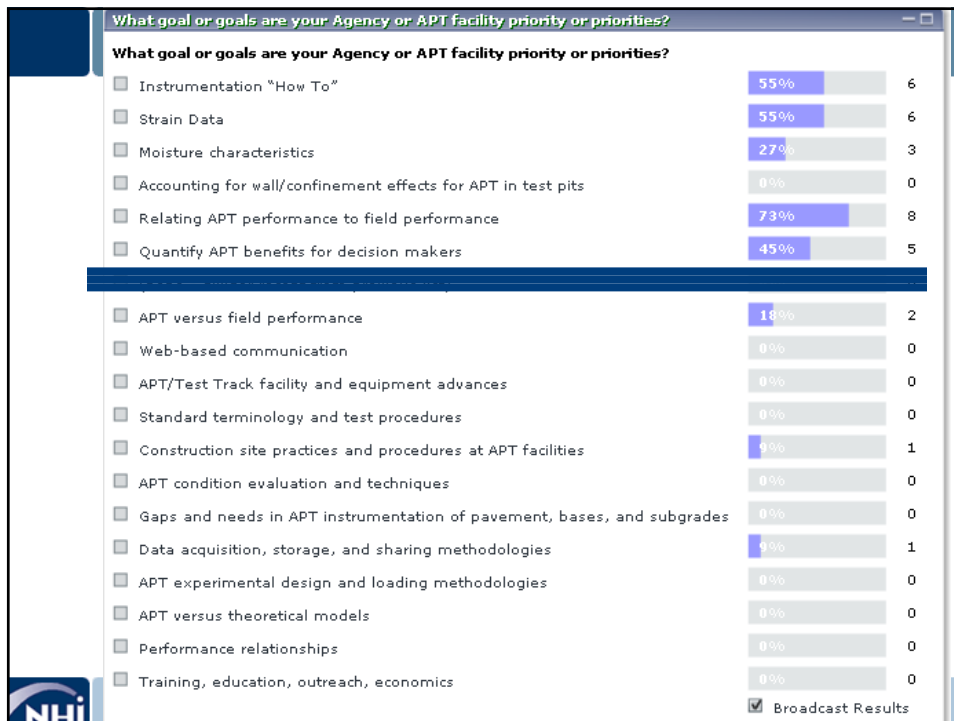 What goal or goals are your Agency or APT facility priority or priorities?
What goal or goals are your Agency or APT facility priority or priorities?
Instrumentation "How To" 55% 6
Strain Data 55% 6
Moisture characteristics 27% 3
Accounting for wall/confinement effects for APT in test pits 0% 0
Relating APT performance to field performance 73% 8
Quantify APT benefits for decision makers 45% 5
APT versus field performance 18% 2
Web-based communication 0% 0
APT/Test Track facility and equipment advances 0% 0
Standard terminology and test procedures 0% 0
Construction site practices and procedures at APT facilities 9% 1
APT condition evaluation and techniques 0% 0
Gaps and needs in APT instrumentation of pavement, bases, and subgrades 0% 0
Data acquisition, storage, and sharing methodologies 9% 1
APT experimental design and loading methodologies 0% 0
APT versus theoretical models 0% 0
Performance relationships 0% 0
Training, education, outreach, economics 0% 0
Broadcast Results
NHi